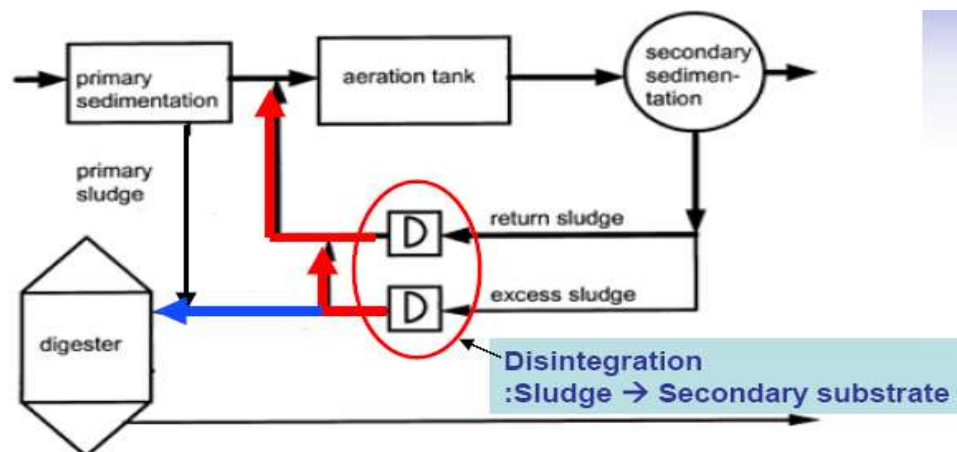 primary
sedimentation
aeration tank
secondary
sedimen-
tation
primary
sludge
return sludge
D
excess sludge
D
digester
Disintegration
:Sludge → Secondary substrate